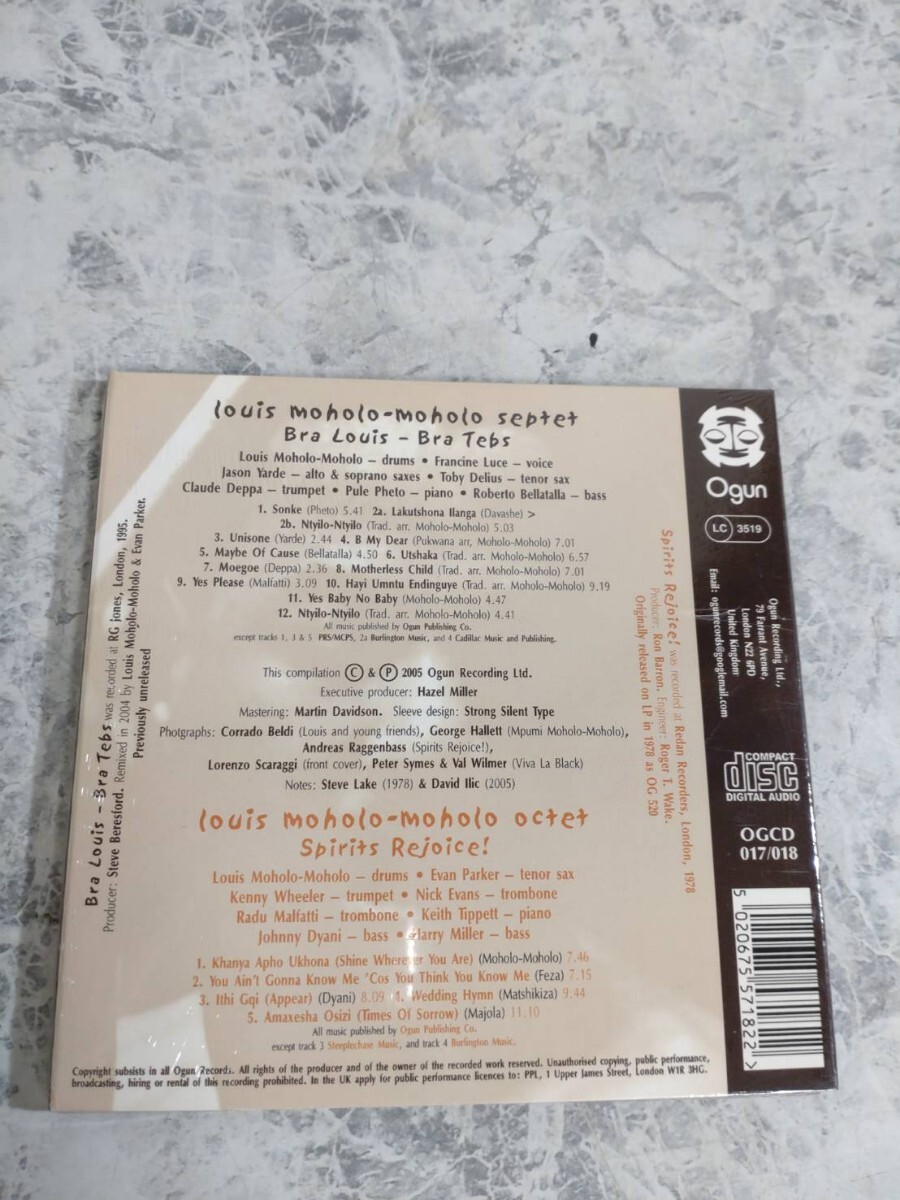 louis moholo-moholo septet
Bra Louis – Bra Tebs
Louis Moholo-Moholo – drums • Francine Luce – voice
Jason Yarde – alto & soprano saxes • Toby Delius – tenor sax
Claude Deppa – trumpet • Pule Pheto – piano • Roberto Bellatalla – bass
1. Sonke (Pheto) 5.41 2a. Lakutshona Ilanga (Davashe) >
2b. Ntyilo-Ntyilo (Trad. arr. Moholo-Moholo) 5.03
3. Unisone (Yarde) 2.44 4. B My Dear (Pukwana arr, Moholo-Moholo) 7.01
5. Maybe Of Cause (Bellatalla) 4.50 6. Utshaka (Trad. arr, Moholo-Moholo) 6.57
7. Moegoe (Deppa) 2.36 8. Motherless Child (Trad. arr, Moholo-Moholo) 7.01
9. Yes Please (Malfatti) 3.09 10. Hayi Umntu Endinguye (Trad. arr, Moholo-Moholo) 9.19
11. Yes Baby No Baby (Moholo-Moholo) 4.47
12. Ntyilo-Ntyilo (Trad. arr, Moholo-Moholo) 4.41
All music published by Ogun Publishing Co.
except tracks 1, 3 & 5 PRS/MCPS, 2a Burlington Music, and 4 Cadillac Music and Publishing.
This compilation Ⓒ & Ⓟ 2005 Ogun Recording Ltd.
Executive producer: Hazel Miller
Mastering: Martin Davidson. Sleeve design: Strong Silent Type
Photgraphs: Corrado Beldi (Louis and young friends), George Hallett (Mpumi Moholo-Moholo),
Andreas Raggenbass (Spirits Rejoice!),
Lorenzo Scaraggi (front cover), Peter Symes & Val Wilmer (Viva La Black)
Notes: Steve Lake (1978) & David Ilic (2005)
louis moholo-moholo octet
Spirits Rejoice!
Louis Moholo-Moholo – drums • Evan Parker – tenor sax
Kenny Wheeler – trumpet • Nick Evans – trombone
Radu Malfatti – trombone • Keith Tippett – piano
Johnny Dyani – bass • Harry Miller – bass
1. Khanya Apho Ukhona (Shine Wherever You Are) (Moholo-Moholo) 7.46
2. You Ain't Gonna Know Me 'Cos You Think You Know Me (Feza) 7.15
3. Ithi Gqi (Appear) (Dyani) 8.09 4. Wedding Hymn (Matshikiza) 9.44
5. Amaxesha Osizi (Times Of Sorrow) (Majola) 11.10
All music published by Ogun Publishing Co.
except track 3 Steeplechase Music, and track 4 Burlington Music.
Copyright subsists in all Ogun Records. All rights of the producer and of the owner of the recorded work reserved. Unauthorised copying, public performance,
broadcasting, hiring or rental of this recording prohibited. In the UK apply for public performance licences to: PPL, 1 Upper James Street, London W1R 3HG.
Bra Louis – Bra Tebs was recorded at RG Jones, London, 1995.
Producer: Steve Beresford. Remixed in 2004 by Louis Moholo-Moholo & Evan Parker.
Previously unreleased
Spirits Rejoice! was recorded at Redan Recorders, London, 1978
Producer: Ron Barron. Engineer: Roger T. Wake.
Originally released on LP in 1978 as OG 520
Ogun
LC 3519
Ogun Recording Ltd.,
79 Farrant Avenue,
London N22 6PD
United Kingdom
Email: ogunrecords@googlemail.com
COMPACT
disc
DIGITAL AUDIO
OGCD
017/018
5 020675 571822 >